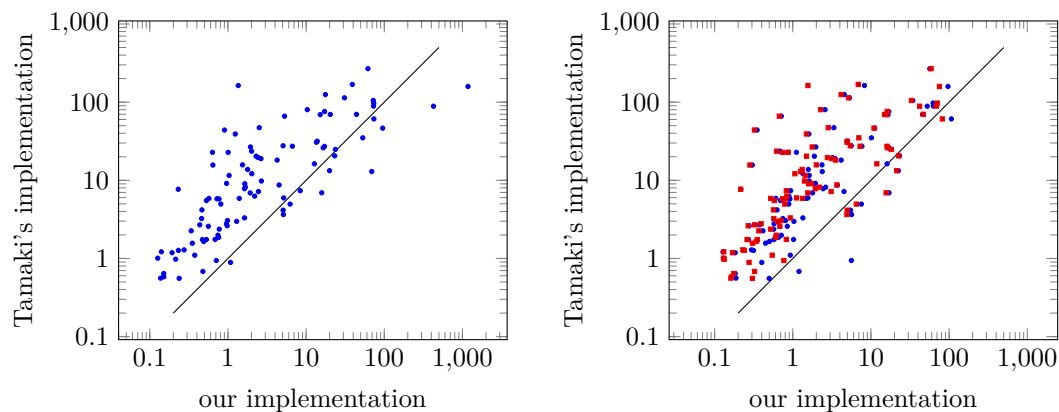 Tamaki's implementation
1,000
100
10
1
0.1
0.1 1 10 100 1,000
our implementation
Tamaki's implementation
1,000
100
10
1
0.1
0.1 1 10 100 1,000
our implementation